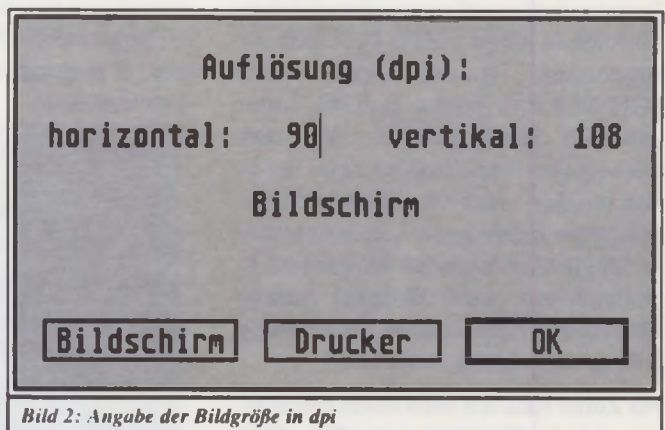 Auflösung (dpi):
horizontal: 90 vertikal: 108
Bildschirm
Bildschirm Drucker OK
Bild 2: Angabe der Bildgröße in dpi